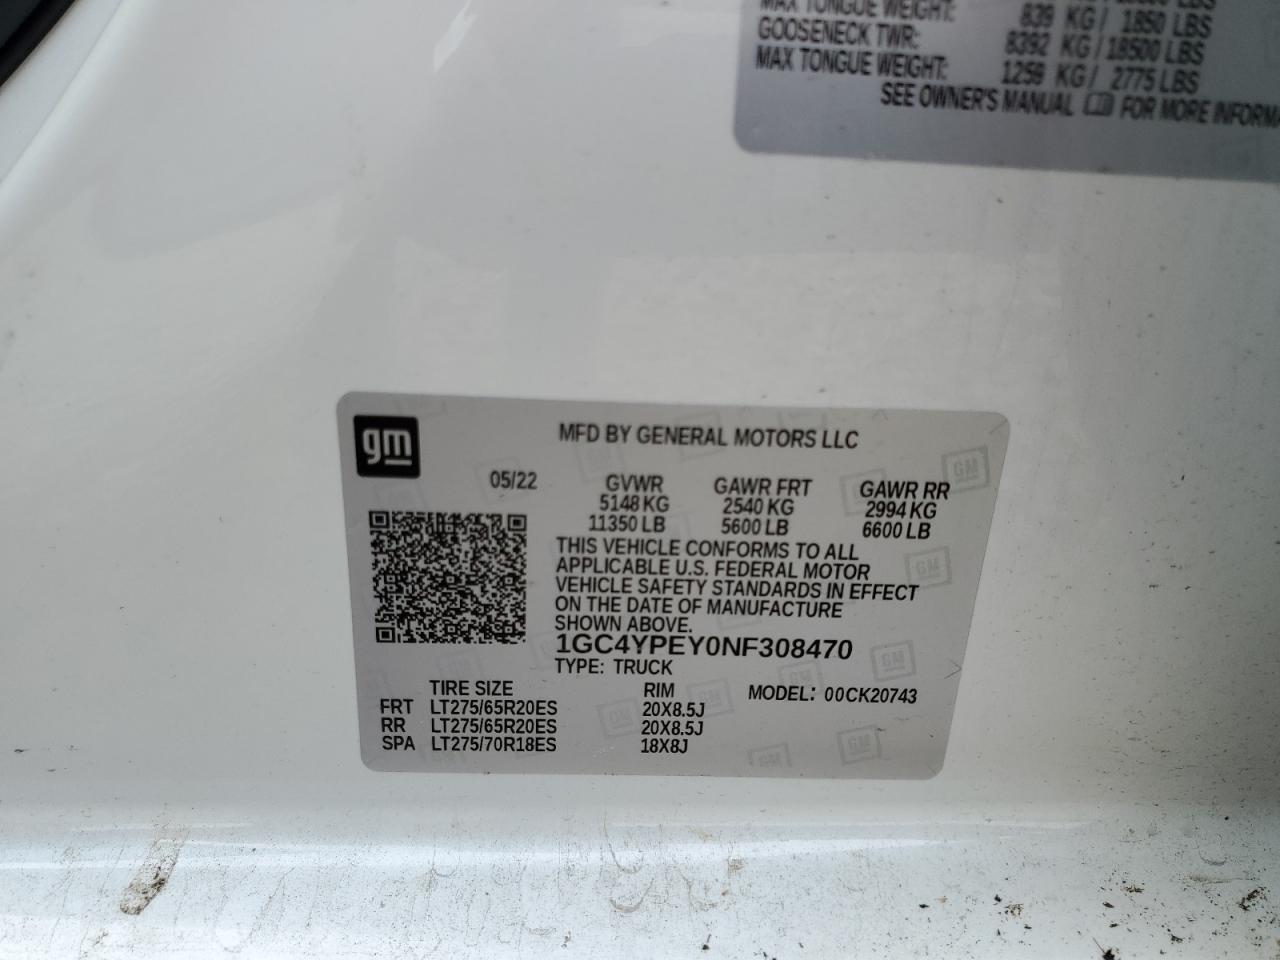 MAX TONGUE WEIGHT: 839 KG/ 1850 LBS
GOOSENECK TWR: 8392 KG/18500 LBS
MAX TONGUE WEIGHT: 1259 KG/ 2775 LBS
SEE OWNER'S MANUAL FOR MORE
gm
MFD BY GENERAL MOTORS LLC
05/22 GVWR GAWR FRT GAWR RR
5148 KG 2540 KG 2994 KG
11350 LB 5600 LB 6600 LB
THIS VEHICLE CONFORMS TO ALL
APPLICABLE U.S. FEDERAL MOTOR
VEHICLE SAFETY STANDARDS IN EFFECT
ON THE DATE OF MANUFACTURE
SHOWN ABOVE.
1GC4YPEY0NF308470
TYPE: TRUCK
TIRE SIZE RIM MODEL: 00CK20743
FRT LT275/65R20ES 20X8.5J
RR LT275/65R20ES 20X8.5J
SPA LT275/70R18ES 18X8J